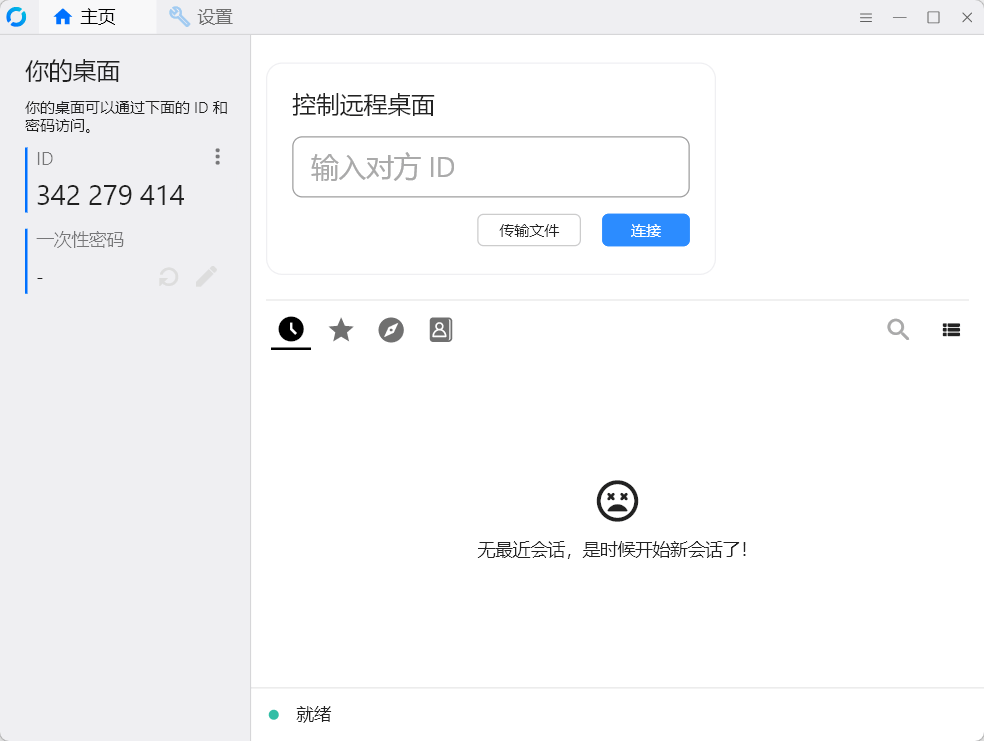 主页
设置
你的桌面
你的桌面可以通过下面的 ID 和
密码访问。
ID
342 279 414
一次性密码
-
控制远程桌面
输入对方 ID
传输文件
连接
无最近会话，是时候开始新会话了！
就绪